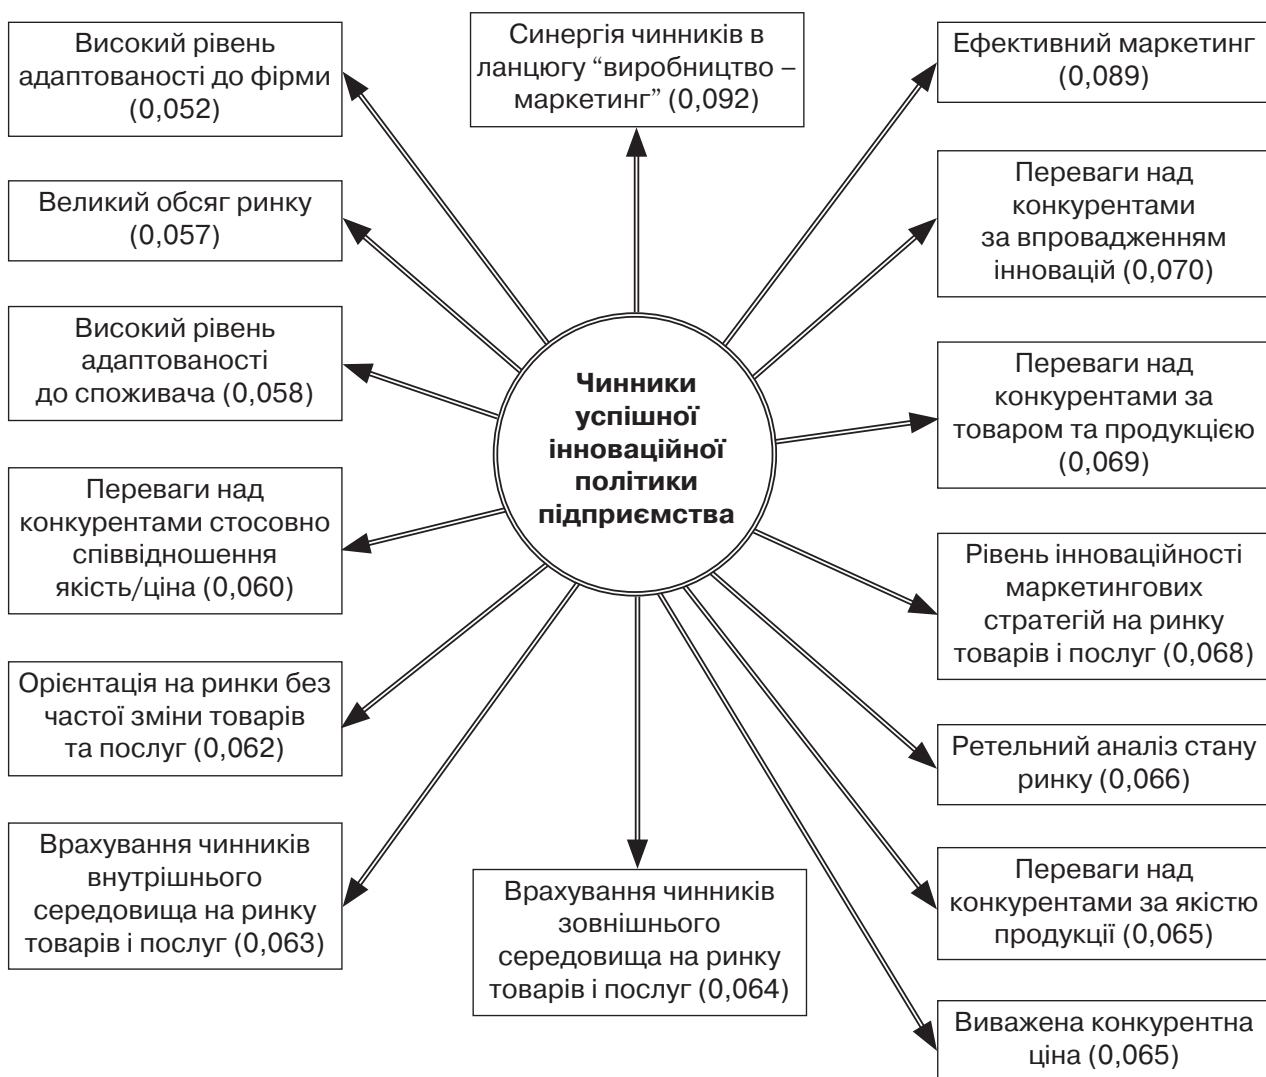 Високий рівень
адаптованості до фірми
(0,052)
Синергія чинників в
ланцюгу “виробництво –
маркетинг” (0,092)
Ефективний маркетинг
(0,089)
Великий обсяг ринку
(0,057)
Переваги над
конкурентами
за впровадженням
інновацій (0,070)
Високий рівень
адаптованості
до споживача (0,058)
Чинники
успішної
інноваційної
політики
підприємства
Переваги над
конкурентами за
товаром та продукцією
(0,069)
Переваги над
конкурентами стосовно
співвідношення
якість/ціна (0,060)
Рівень інноваційності
маркетингових
стратегій на ринку
товарів і послуг (0,068)
Орієнтація на ринки без
частої зміни товарів
та послуг (0,062)
Ретельний аналіз стану
ринку (0,066)
Врахування чинників
внутрішнього
середовища на ринку
товарів і послуг (0,063)
Врахування чинників
зовнішнього
середовища на ринку
товарів і послуг (0,064)
Переваги над
конкурентами за якістю
продукції (0,065)
Виважена конкурентна
ціна (0,065)